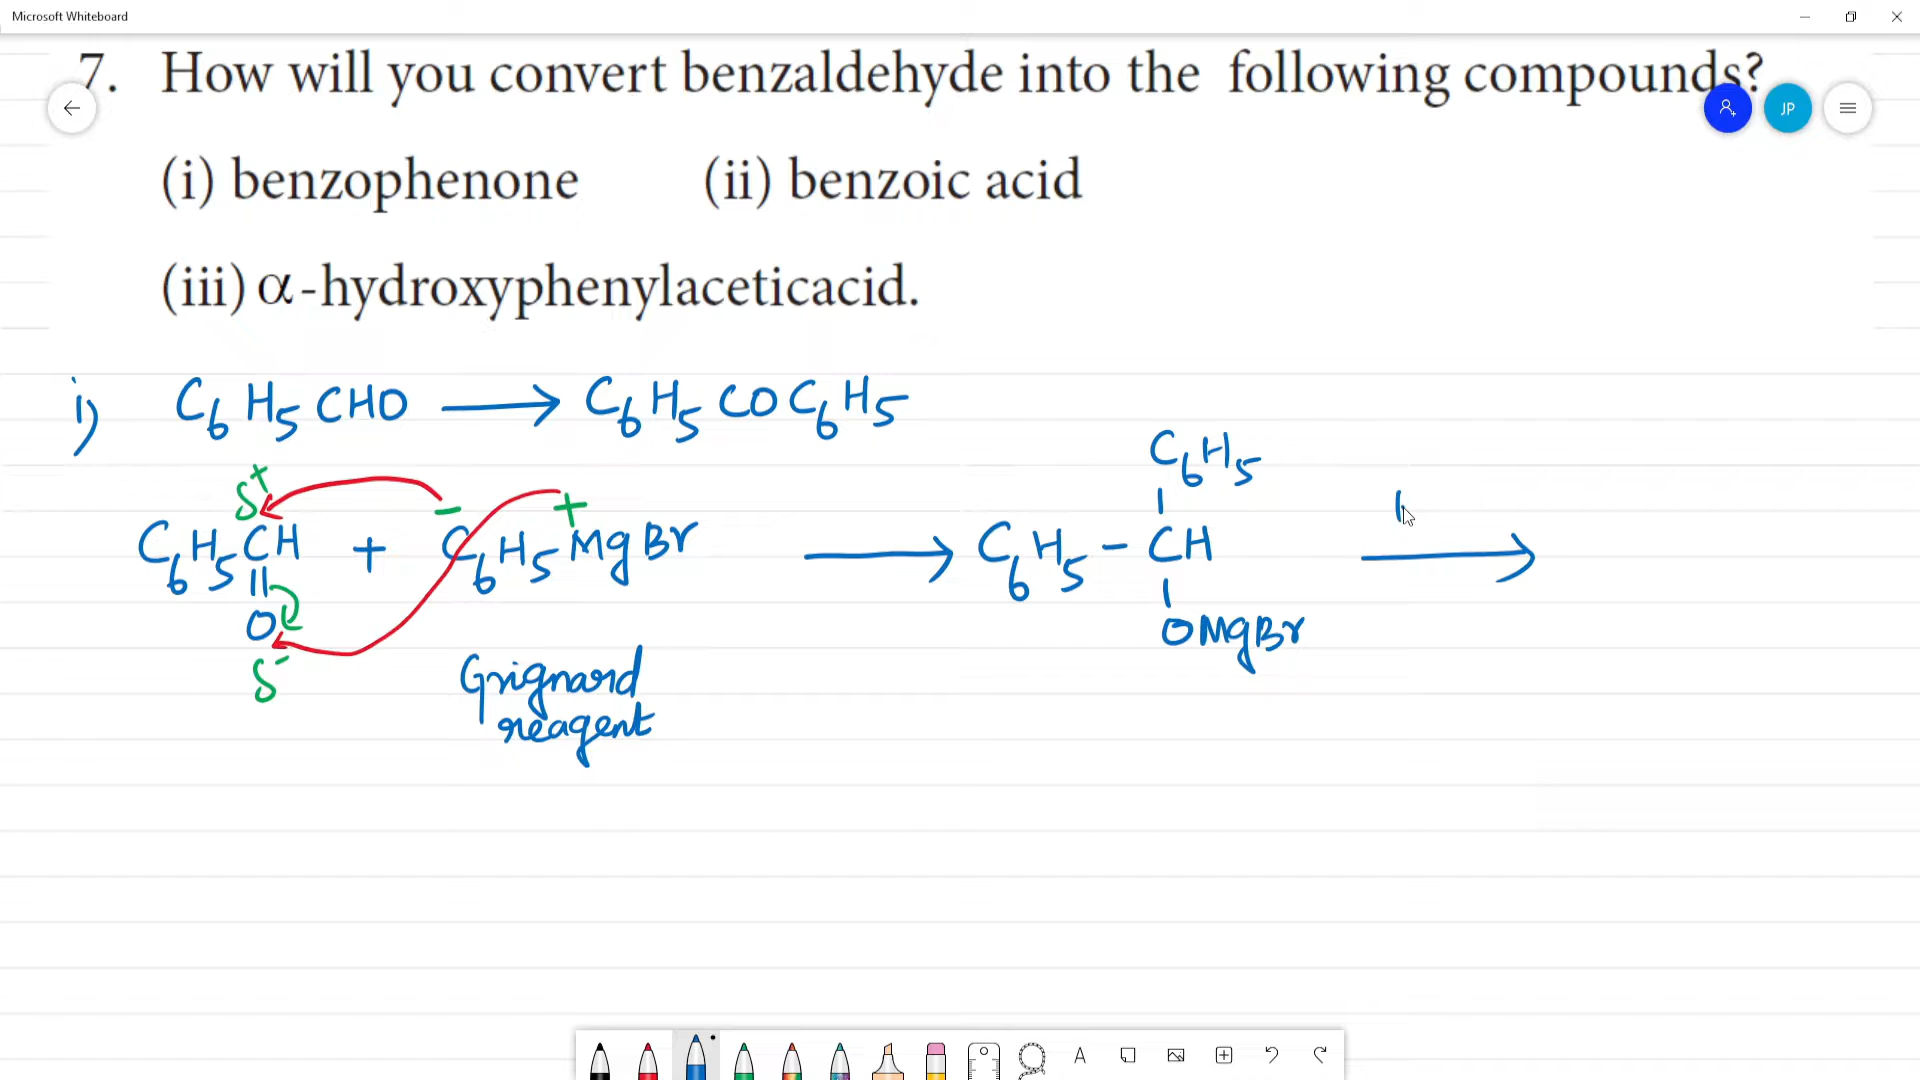 Microsoft Whiteboard
7. How will you convert benzaldehyde into the following compounds?
JP
(i) benzophenone (ii) benzoic acid
(iii) α-hydroxyphenylaceticacid.
i) C6H5CHO ⟶ C6H5COC6H5
C6H5
δ+ − +
C6H5CH + C6H5MgBr ⟶ C6H5 − CH ⟶
||
O OMgBr
δ−
Grignard
reagent
A